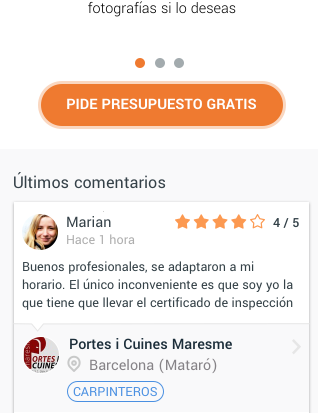 fotografías si lo deseas
PIDE PRESUPUESTO GRATIS
Últimos comentarios
Marian
4 / 5
Hace 1 hora
Buenos profesionales, se adaptaron a mi
horario. El único inconveniente es que soy yo la
que tiene que llevar el certificado de inspección
Portes i Cuines Maresme
Barcelona (Mataró)
CARPINTEROS